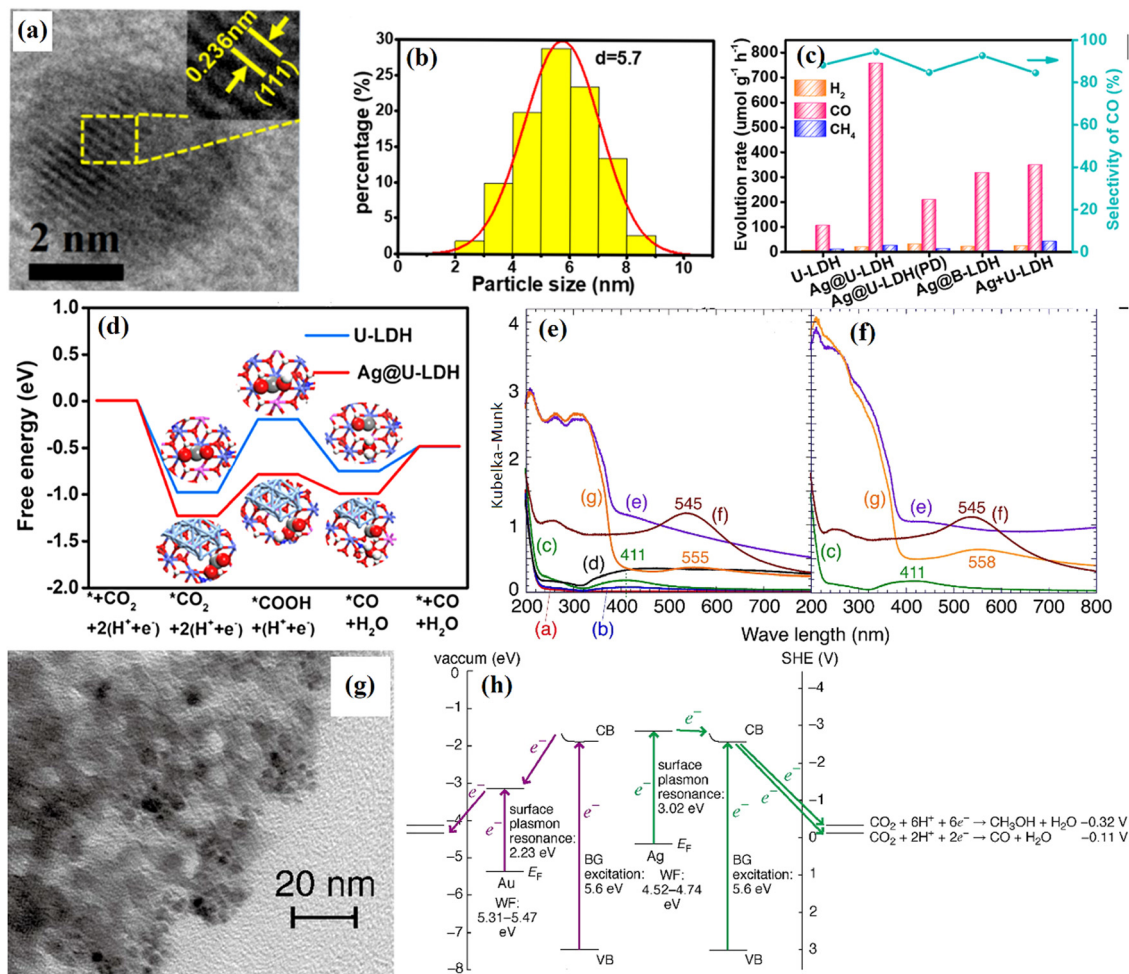 (a)
0.236nm
(111)
2 nm
(b)
d=5.7
percentage (%)
30
25
20
15
10
5
0
0 2 4 6 8 10
Particle size (nm)
(c)
Evolution rate (umol g⁻¹ h⁻¹)
800
700
600
500
400
300
200
100
0
H₂
CO
CH₄
100
80
60
40
20
0
Selectivity of CO (%)
U-LDH
Ag@U-LDH
Ag@U-LDH(PD)
Ag@B-LDH
Ag+U-LDH
(d)
Free energy (eV)
1.0
0.5
0.0
-0.5
-1.0
-1.5
-2.0
U-LDH
Ag@U-LDH
*+CO₂ *CO₂ *COOH *CO *+CO
+2(H⁺+e⁻) +2(H⁺+e⁻) +(H⁺+e⁻) +H₂O +H₂O
(e)
Kubelka-Munk
4
3
2
1
0
(g)
(e)
545
(f)
(c)
411
(d)
555
200 300 400 500 600 700
(a)
(b)
(f)
(g)
(e)
545
(f)
(c)
411
558
200 300 400 500 600 700 800
Wave length (nm)
(g)
20 nm
(h)
vaccum (eV)
0
−1
−2
−3
−4
−5
−6
−7
−8
SHE (V)
−4
−3
−2
−1
0
1
2
3
e⁻
e⁻
e⁻
surface
plasmon
resonance:
2.23 eV
E_F
Au
WF:
5.31–5.47
eV
CB
e⁻
BG
excitation:
5.6 eV
VB
e⁻
surface
plasmon
resonance:
3.02 eV
e⁻
E_F
Ag
WF:
4.52–4.74
eV
CB
e⁻
BG
excitation:
5.6 eV
VB
e⁻
e⁻
CO₂ + 6H⁺ + 6e⁻ → CH₃OH + H₂O −0.32 V
CO₂ + 2H⁺ + 2e⁻ → CO + H₂O −0.11 V